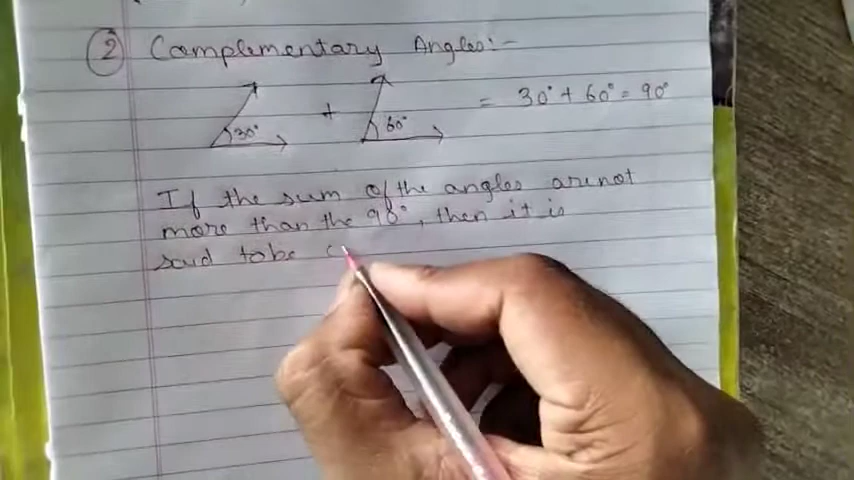 ② Complementary Angles:-
30° + 60° = 30° + 60° = 90°
If the sum of the angles are not
more than the 90°, then it is
said to be c